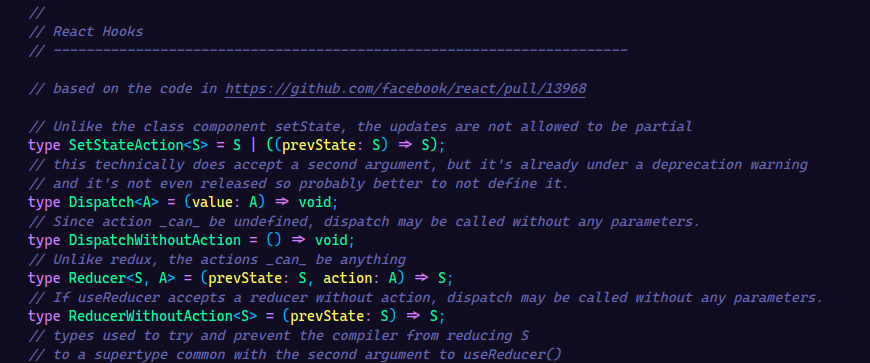 //
// React Hooks
// ----------------------------------------------------------------------
// based on the code in https://github.com/facebook/react/pull/13968
// Unlike the class component setState, the updates are not allowed to be partial
type SetStateAction<S> = S | ((prevState: S) => S);
// this technically does accept a second argument, but it's already under a deprecation warning
// and it's not even released so probably better to not define it.
type Dispatch<A> = (value: A) => void;
// Since action _can_ be undefined, dispatch may be called without any parameters.
type DispatchWithoutAction = () => void;
// Unlike redux, the actions _can_ be anything
type Reducer<S, A> = (prevState: S, action: A) => S;
// If useReducer accepts a reducer without action, dispatch may be called without any parameters.
type ReducerWithoutAction<S> = (prevState: S) => S;
// types used to try and prevent the compiler from reducing S
// to a supertype common with the second argument to useReducer()